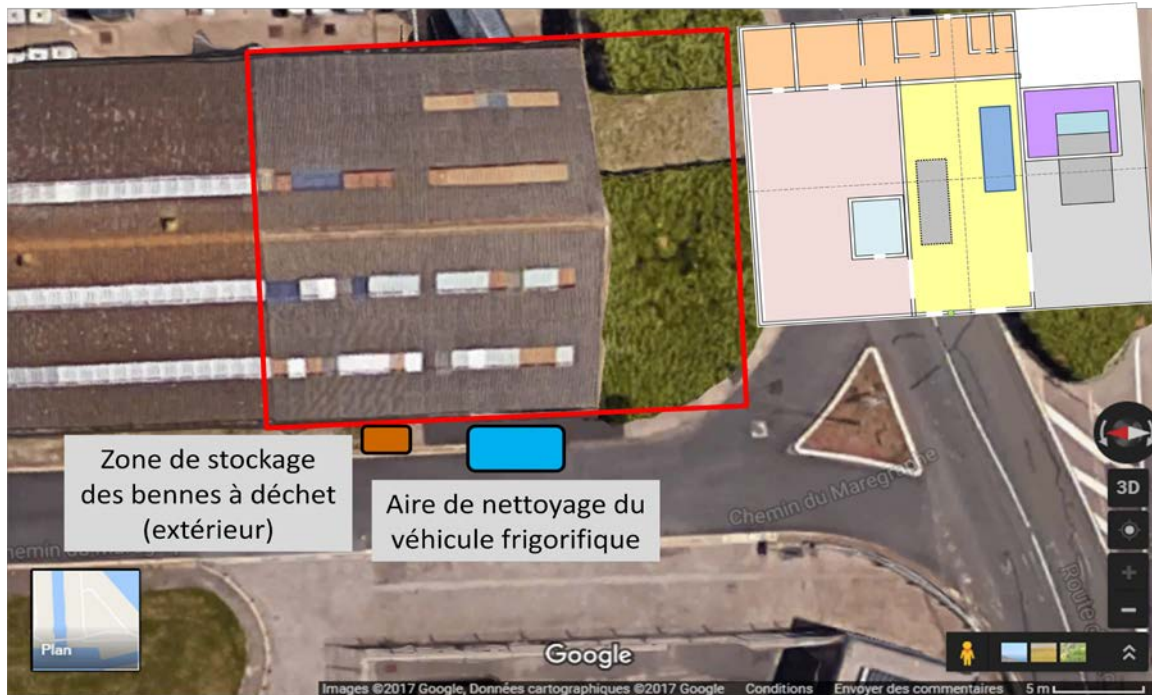 Zone de stockage
des bennes à déchet
(extérieur)
Aire de nettoyage du
véhicule frigorifique
Chemin du Maregraphe
Route d
3D
Plan
Google
Images ©2017 Google, Données cartographiques ©2017 Google Conditions Envoyer des commentaires 5 m